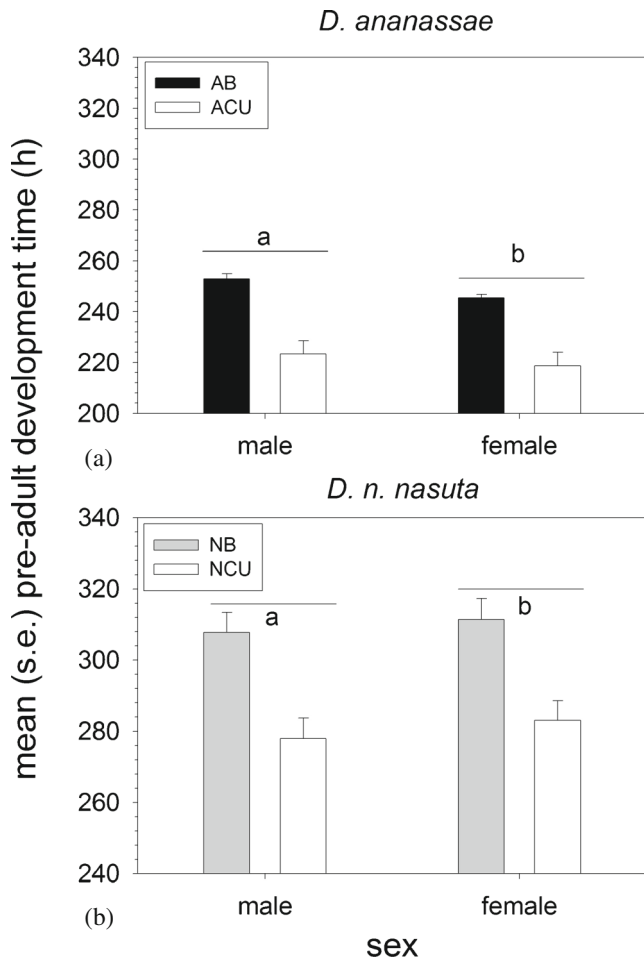 D. ananassae
340
320
300
280
260
240
220
200
AB
ACU
a
b
male
female
(a)
mean (s.e.) pre-adult development time (h)
D. n. nasuta
340
320
300
280
260
240
NB
NCU
a
b
male
female
(b)
sex